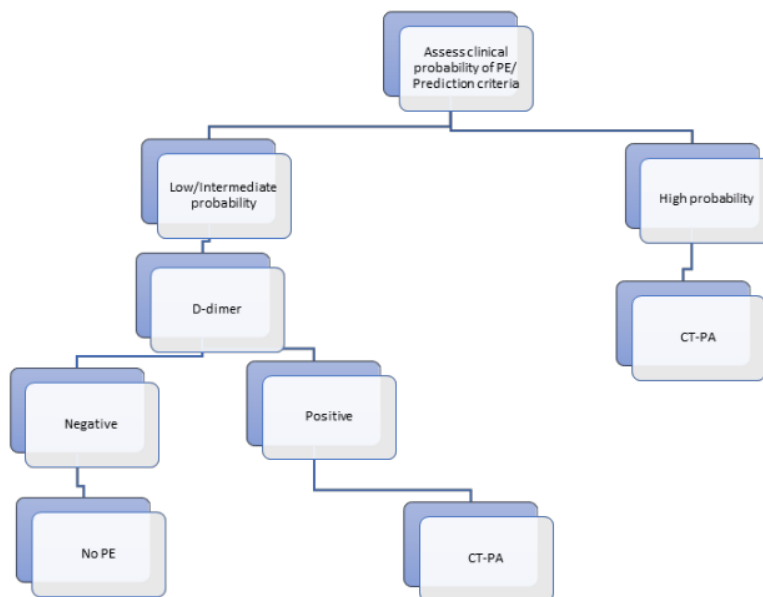 Assess clinical
probability of PE/
Prediction criteria
Low/Intermediate
probability
High probability
D-dimer
CT-PA
Negative
Positive
No PE
CT-PA